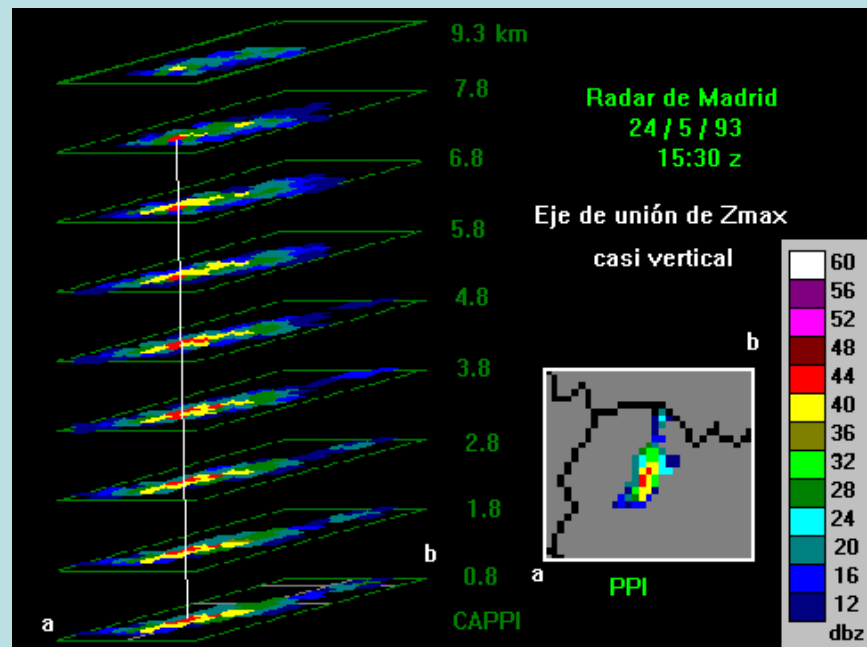 9.3 km
7.8
6.8
5.8
4.8
3.8
2.8
1.8
0.8
CAPPI
a
b
Radar de Madrid
24 / 5 / 93
15:30 z
Eje de unión de Zmax
casi vertical
b
a
PPI
60
56
52
48
44
40
36
32
28
24
20
16
12
dbz